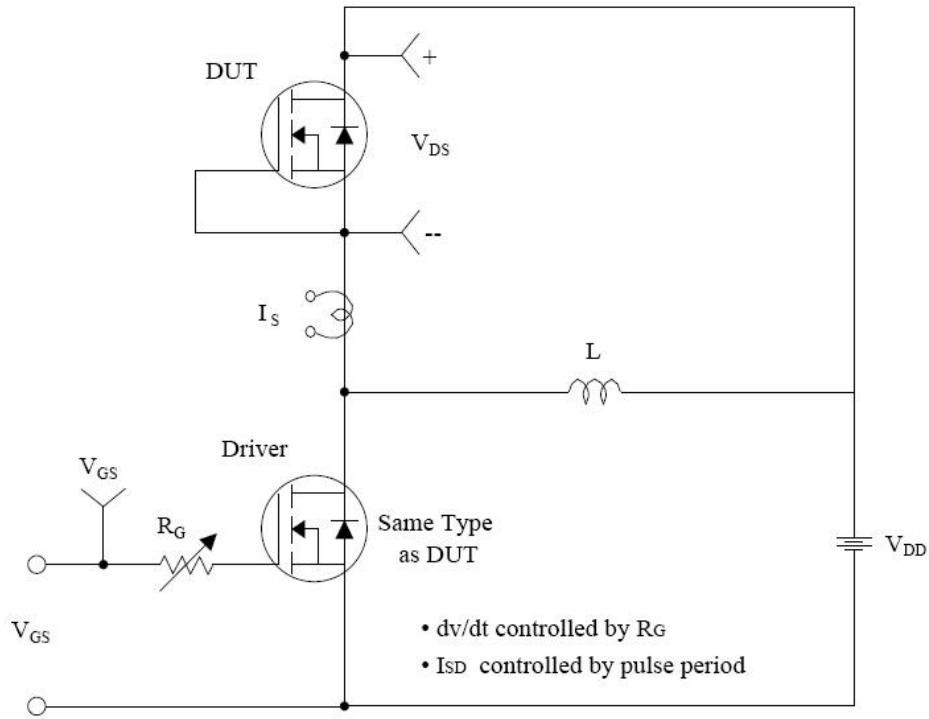 +
DUT
VDS
--
IS
L
Driver
VGS
RG
Same Type
as DUT
VDD
VGS
• dv/dt controlled by RG
• ISD controlled by pulse period